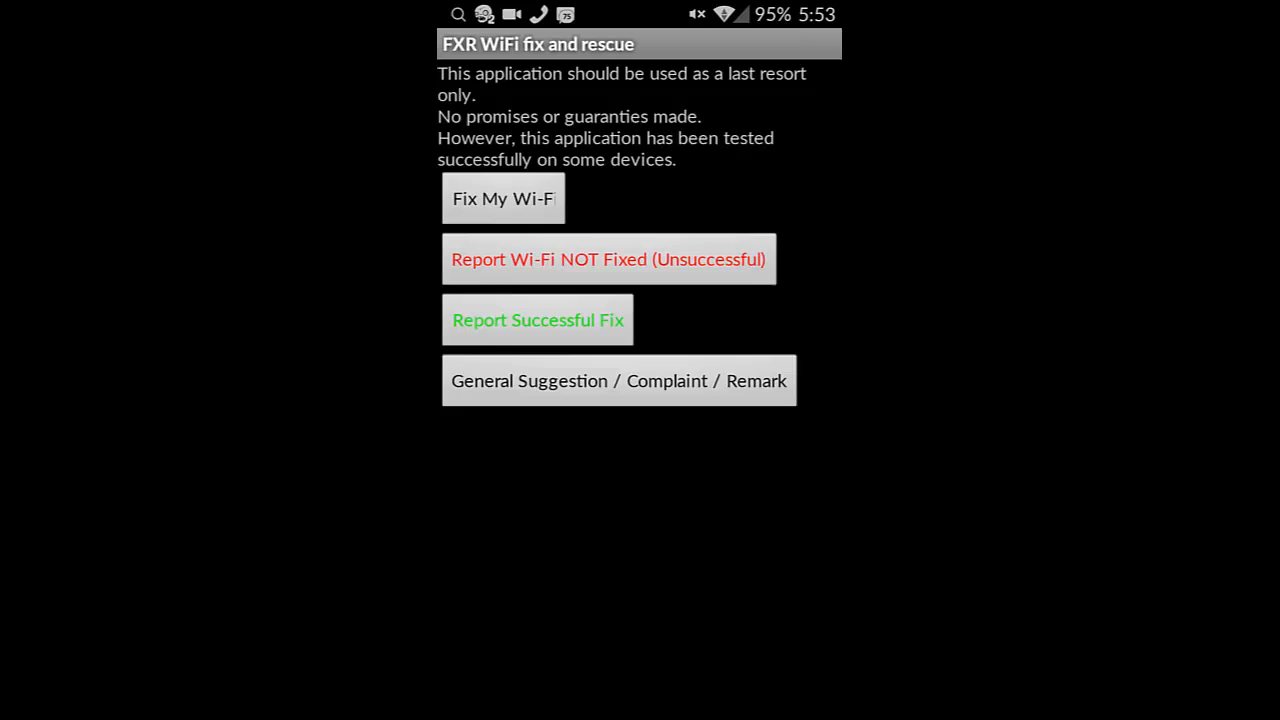 95% 5:53
FXR WiFi fix and rescue
This application should be used as a last resort
only.
No promises or guaranties made.
However, this application has been tested
successfully on some devices.
Fix My Wi-F
Report Wi-Fi NOT Fixed (Unsuccessful)
Report Successful Fix
General Suggestion / Complaint / Remark